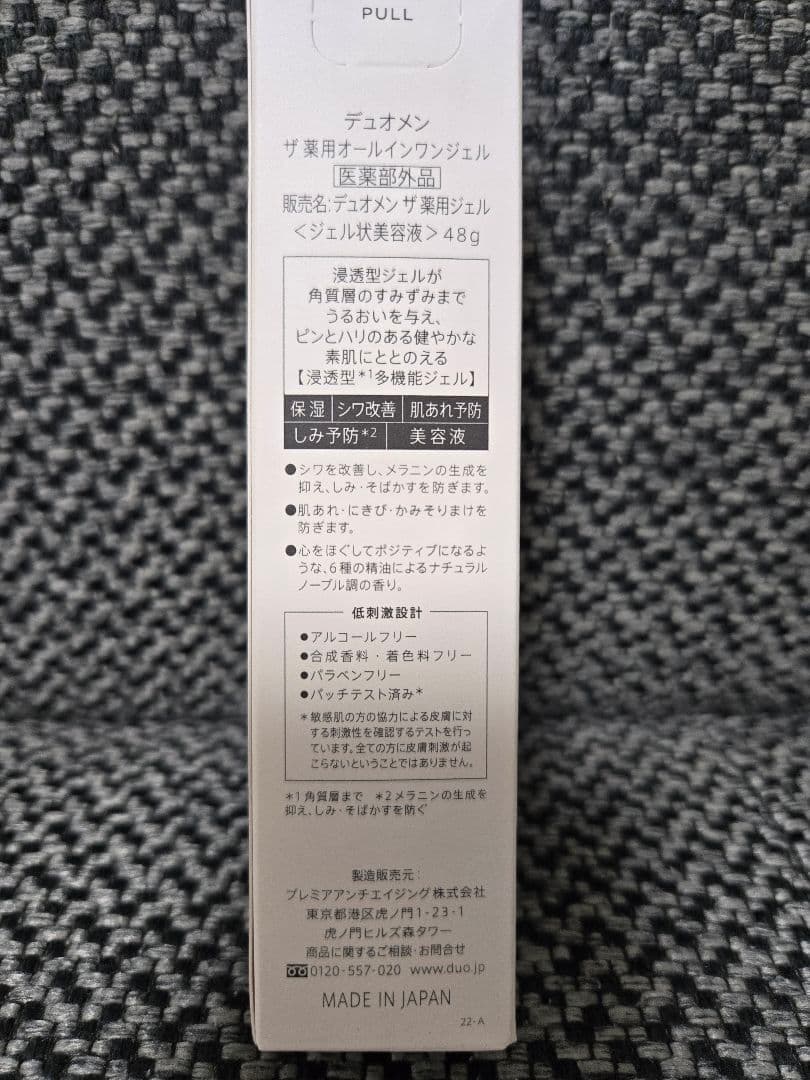 PULL
デュオメン
ザ 薬用オールインワンジェル
医薬部外品
販売名:デュオメン ザ 薬用ジェル
<ジェル状美容液>48g
浸透型ジェルが
角質層のすみずみまで
うるおいを与え、
ピンとハリのある健やかな
素肌にととのえる
【浸透型*1多機能ジェル】
保湿 シワ改善 肌あれ予防
しみ予防*2 美容液
●シワを改善し、メラニンの生成を
抑え、しみ・そばかすを防ぎます。
●肌あれ・にきび・かみそりまけを
防ぎます。
●心をほぐしてポジティブになるよ
うな、6種の精油によるナチュラル
ノーブル調の香り。
低刺激設計
●アルコールフリー
●合成香料・着色料フリー
●パラベンフリー
●パッチテスト済み*
*敏感肌の方の協力による皮膚に対
する刺激性を確認するテストを行っ
ています。全ての方に皮膚刺激が起
こらないということではありません。
*1 角質層まで *2 メラニンの生成を
抑え、しみ・そばかすを防ぐ
製造販売元:
プレミアアンチエイジング株式会社
東京都港区虎ノ門1-23-1
虎ノ門ヒルズ森タワー
商品に関するご相談・お問合せ
0120-557-020 www.duo.jp
MADE IN JAPAN
22-A